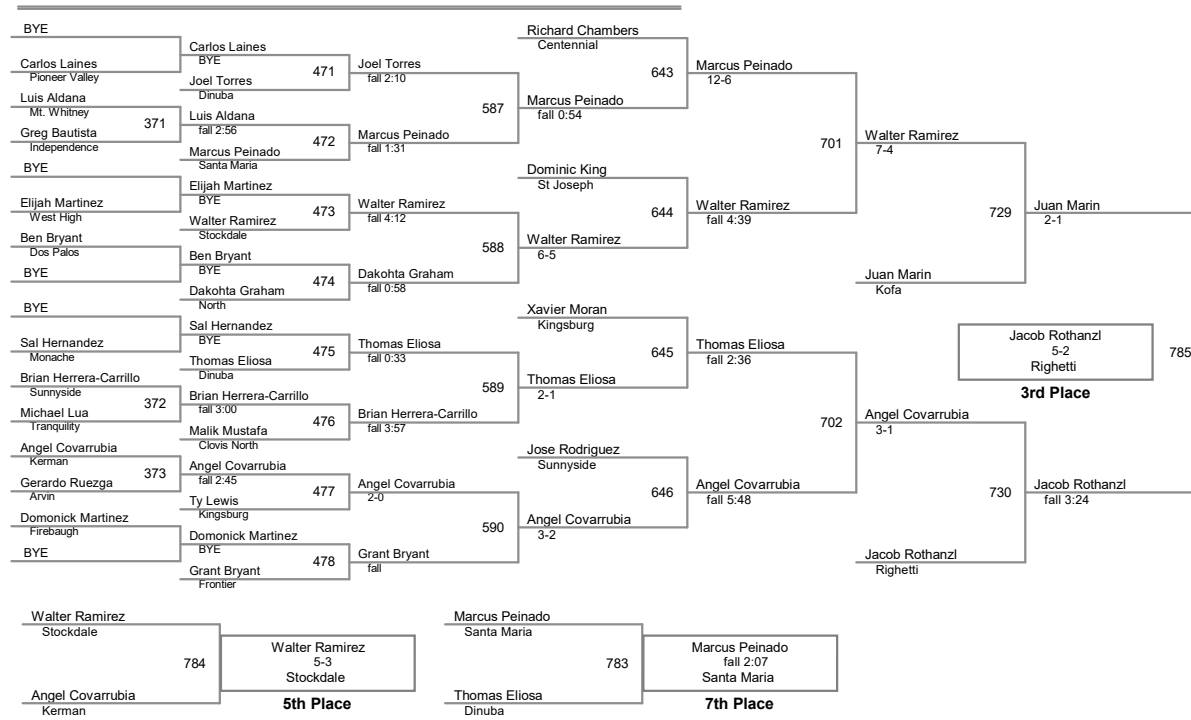 BYE
Carlos Laines
Pioneer Valley
Luis Aldana
Mt. Whitney
371
Greg Bautista
Independence
BYE
Elijah Martinez
West High
Ben Bryant
Dos Palos
BYE
BYE
Sal Hernandez
Monache
Brian Herrera-Carrillo
Sunnyside
372
Michael Lua
Tranquility
Angel Covarrubia
Kerman
373
Gerardo Ruezga
Arvin
Domonick Martinez
Firebaugh
BYE
Carlos Laines
BYE
471
Joel Torres
Dinuba
Luis Aldana
fall 2:56
472
Marcus Peinado
Santa Maria
Elijah Martinez
BYE
473
Walter Ramirez
Stockdale
Ben Bryant
BYE
474
Dakohta Graham
North
Sal Hernandez
BYE
475
Thomas Eliosa
Dinuba
Brian Herrera-Carrillo
fall 3:00
476
Malik Mustafa
Clovis North
Angel Covarrubia
fall 2:45
477
Ty Lewis
Kingsburg
Domonick Martinez
BYE
478
Grant Bryant
Frontier
Joel Torres
fall 2:10
587
Marcus Peinado
fall 1:31
Walter Ramirez
fall 4:12
588
Dakohta Graham
fall 0:58
Thomas Eliosa
fall 0:33
589
Brian Herrera-Carrillo
fall 3:57
Angel Covarrubia
2-0
590
Grant Bryant
fall
Richard Chambers
Centennial
643
Marcus Peinado
fall 0:54
Dominic King
St Joseph
644
Walter Ramirez
6-5
Xavier Moran
Kingsburg
645
Thomas Eliosa
2-1
Jose Rodriguez
Sunnyside
646
Angel Covarrubia
3-2
Marcus Peinado
12-6
701
Walter Ramirez
fall 4:39
Thomas Eliosa
fall 2:36
702
Angel Covarrubia
fall 5:48
Walter Ramirez
7-4
729
Juan Marin
Kofa
Angel Covarrubia
3-1
730
Jacob Rothanzl
Righetti
Juan Marin
2-1
Jacob Rothanzl
5-2
Righetti
785
3rd Place
Jacob Rothanzl
fall 3:24
Walter Ramirez
Stockdale
784
Angel Covarrubia
Kerman
Walter Ramirez
5-3
Stockdale
5th Place
Marcus Peinado
Santa Maria
783
Thomas Eliosa
Dinuba
Marcus Peinado
fall 2:07
Santa Maria
7th Place